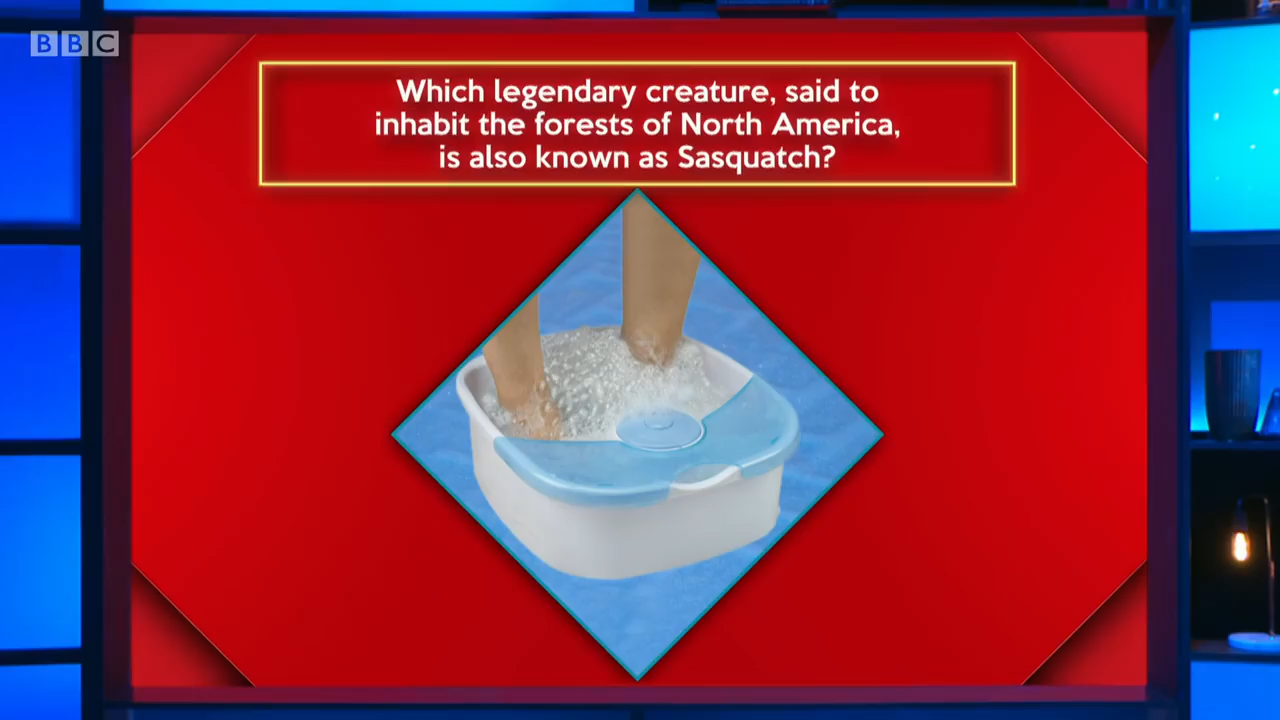 BBC
Which legendary creature, said to
inhabit the forests of North America,
is also known as Sasquatch?